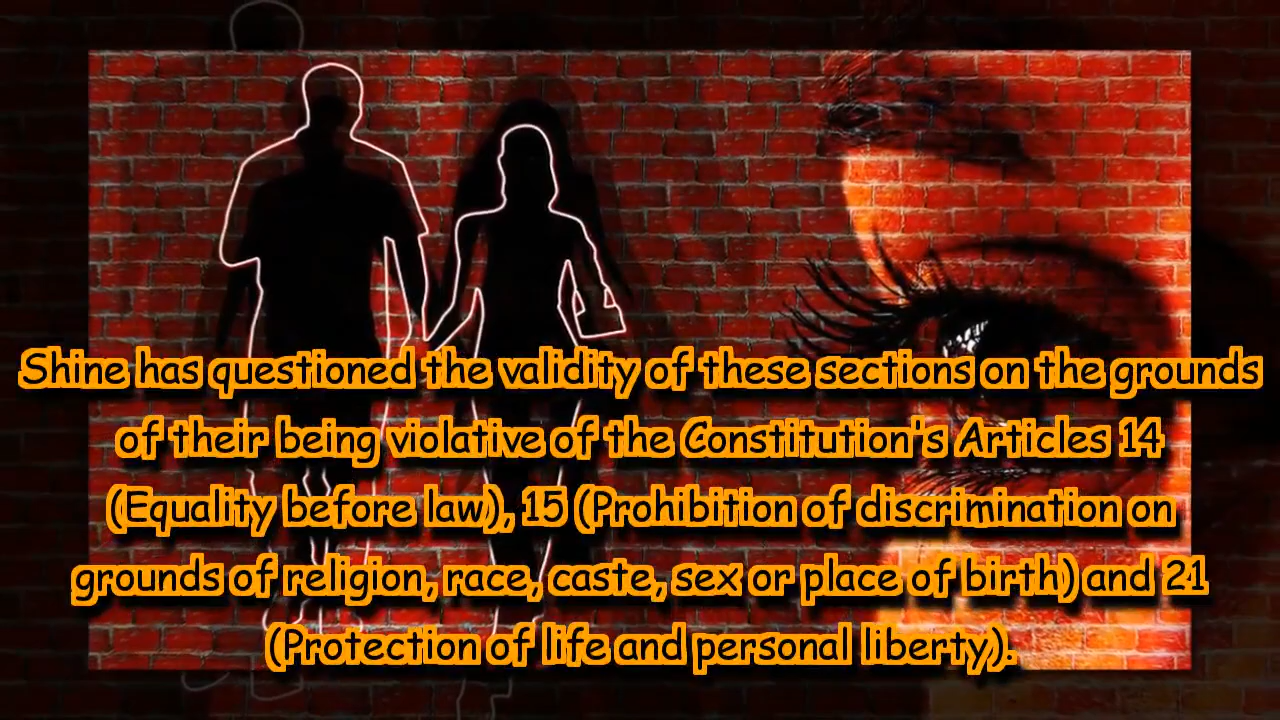 Shine has questioned the validity of these sections on the grounds
of their being violative of the Constitution's Articles 14
(Equality before law), 15 (Prohibition of discrimination on
grounds of religion, race, caste, sex or place of birth) and 21
(Protection of life and personal liberty).